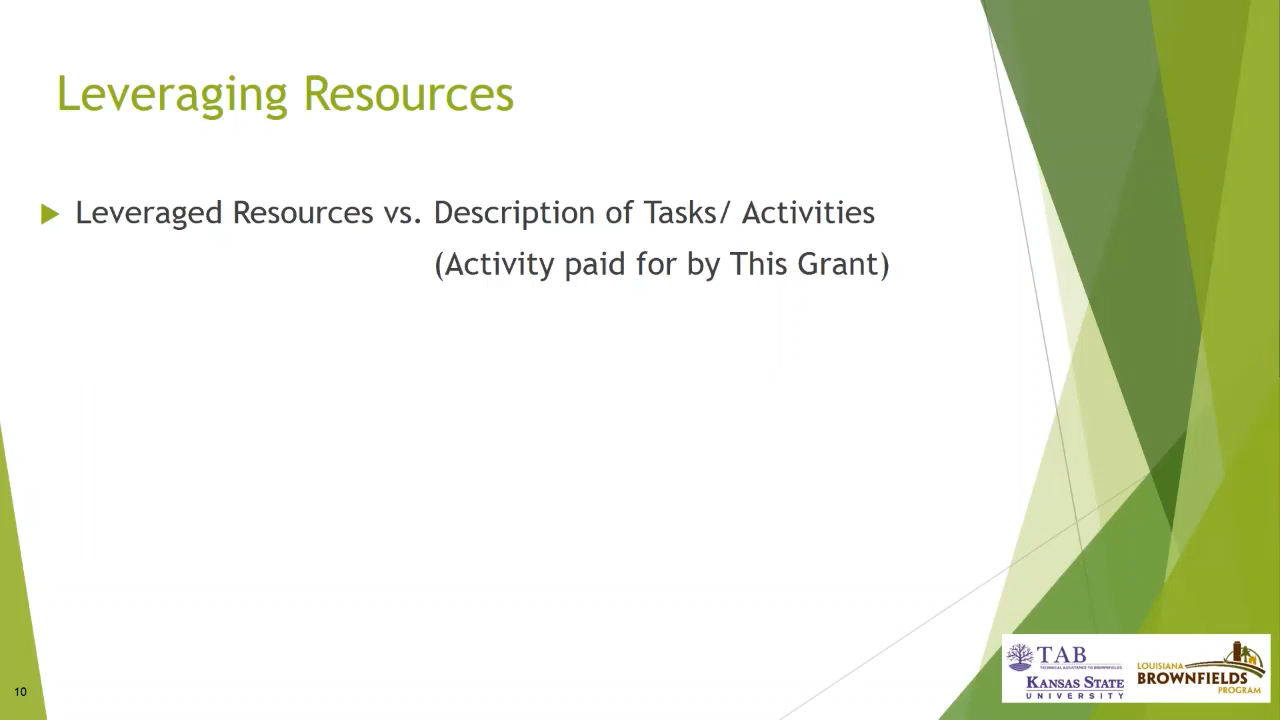 Leveraging Resources
Leveraged Resources vs. Description of Tasks/ Activities
(Activity paid for by This Grant)
10
TAB
TECHNICAL ASSISTANCE TO BROWNFIELDS
KANSAS STATE
UNIVERSITY
LOUISIANA
BROWNFIELDS
PROGRAM